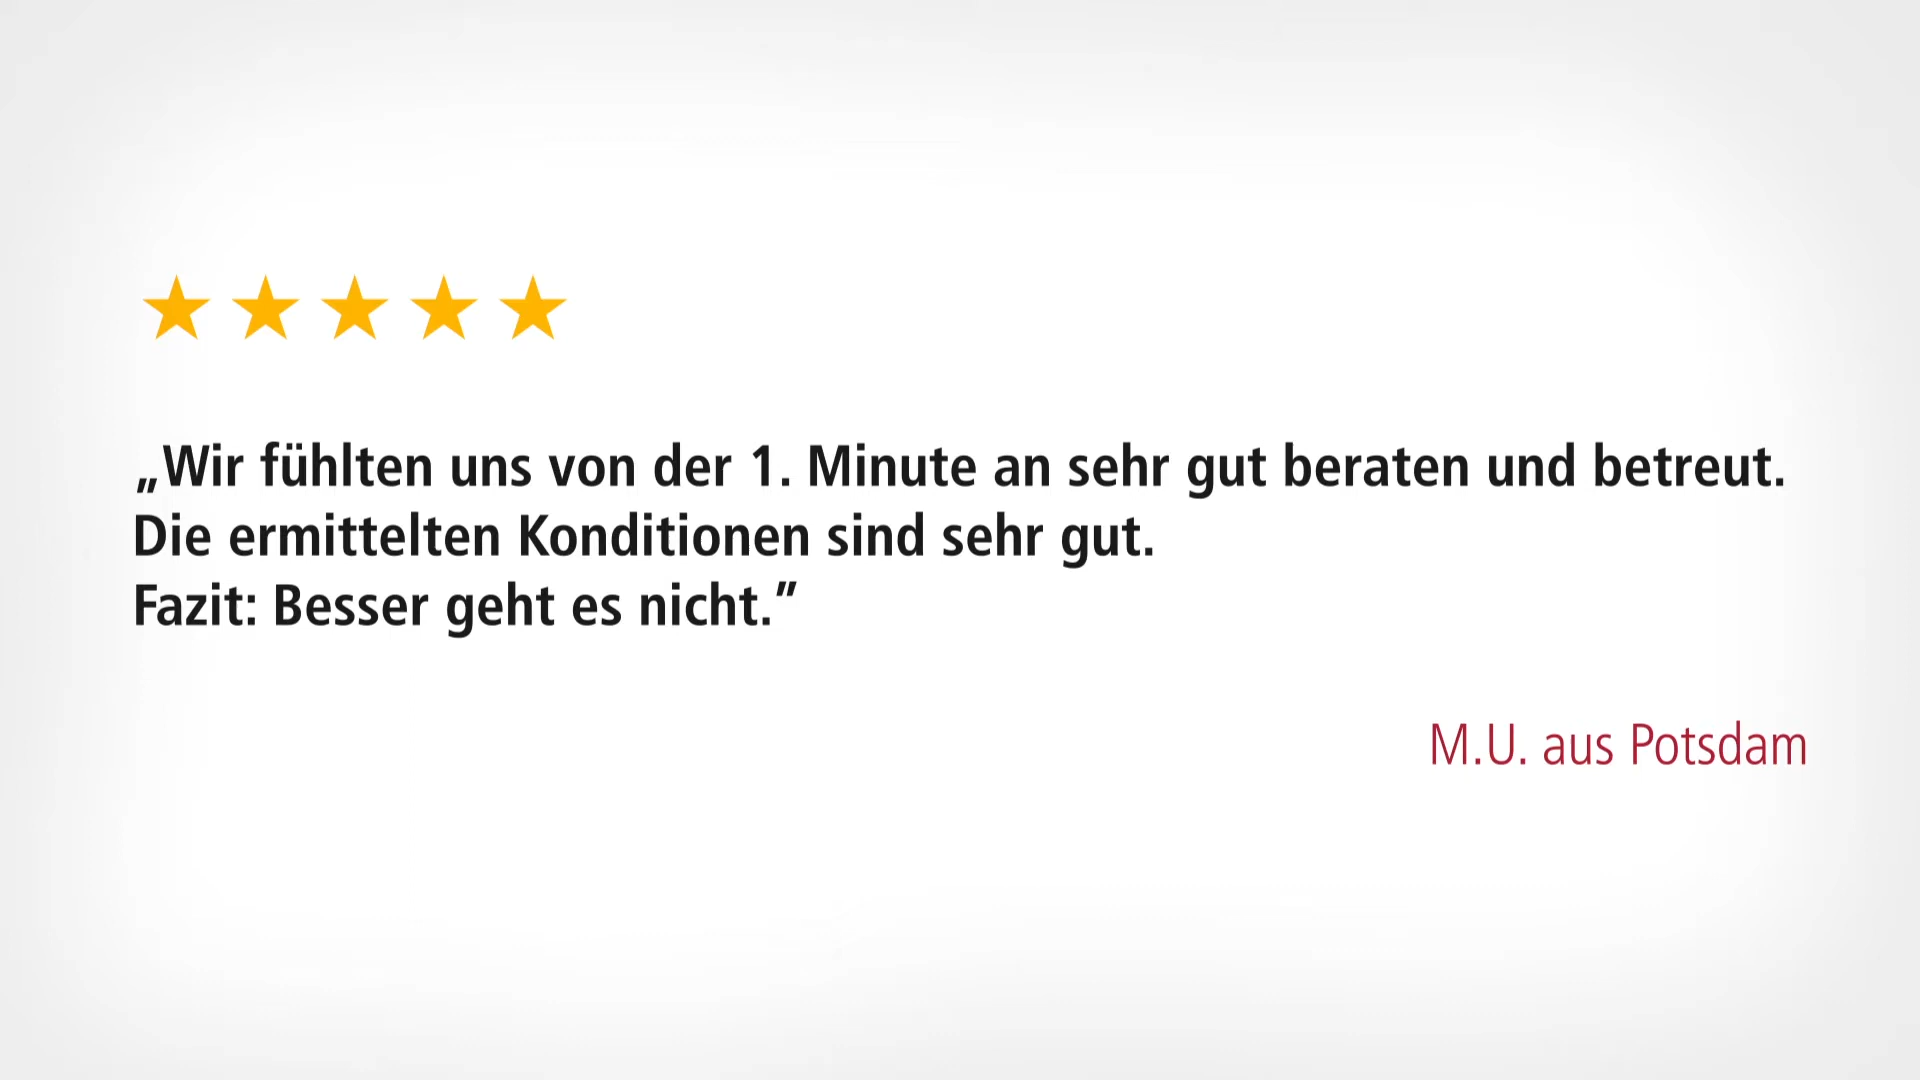 „Wir fühlten uns von der 1. Minute an sehr gut beraten und betreut.
Die ermittelten Konditionen sind sehr gut.
Fazit: Besser geht es nicht.”
M.U. aus Potsdam